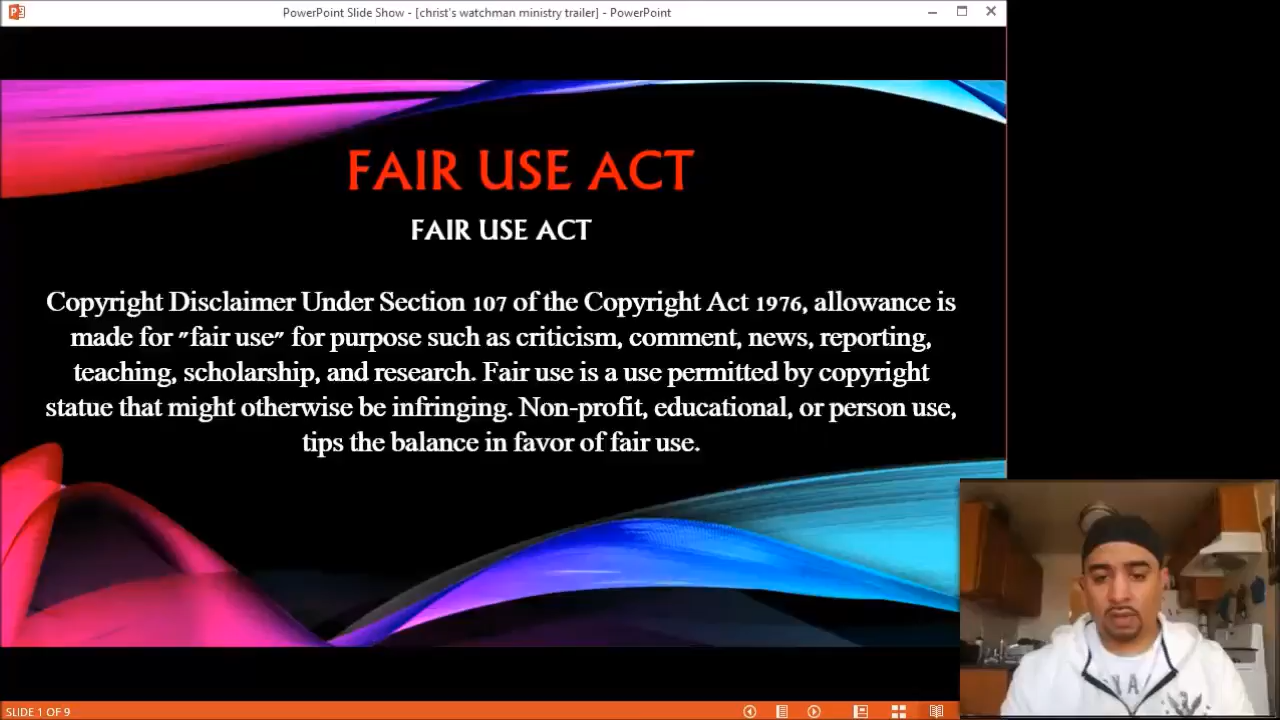 PowerPoint Slide Show - [christ's watchman ministry trailer] - PowerPoint
FAIR USE ACT
FAIR USE ACT
Copyright Disclaimer Under Section 107 of the Copyright Act 1976, allowance is
made for "fair use" for purpose such as criticism, comment, news, reporting,
teaching, scholarship, and research. Fair use is a use permitted by copyright
statue that might otherwise be infringing. Non-profit, educational, or person use,
tips the balance in favor of fair use.
SLIDE 1 OF 9